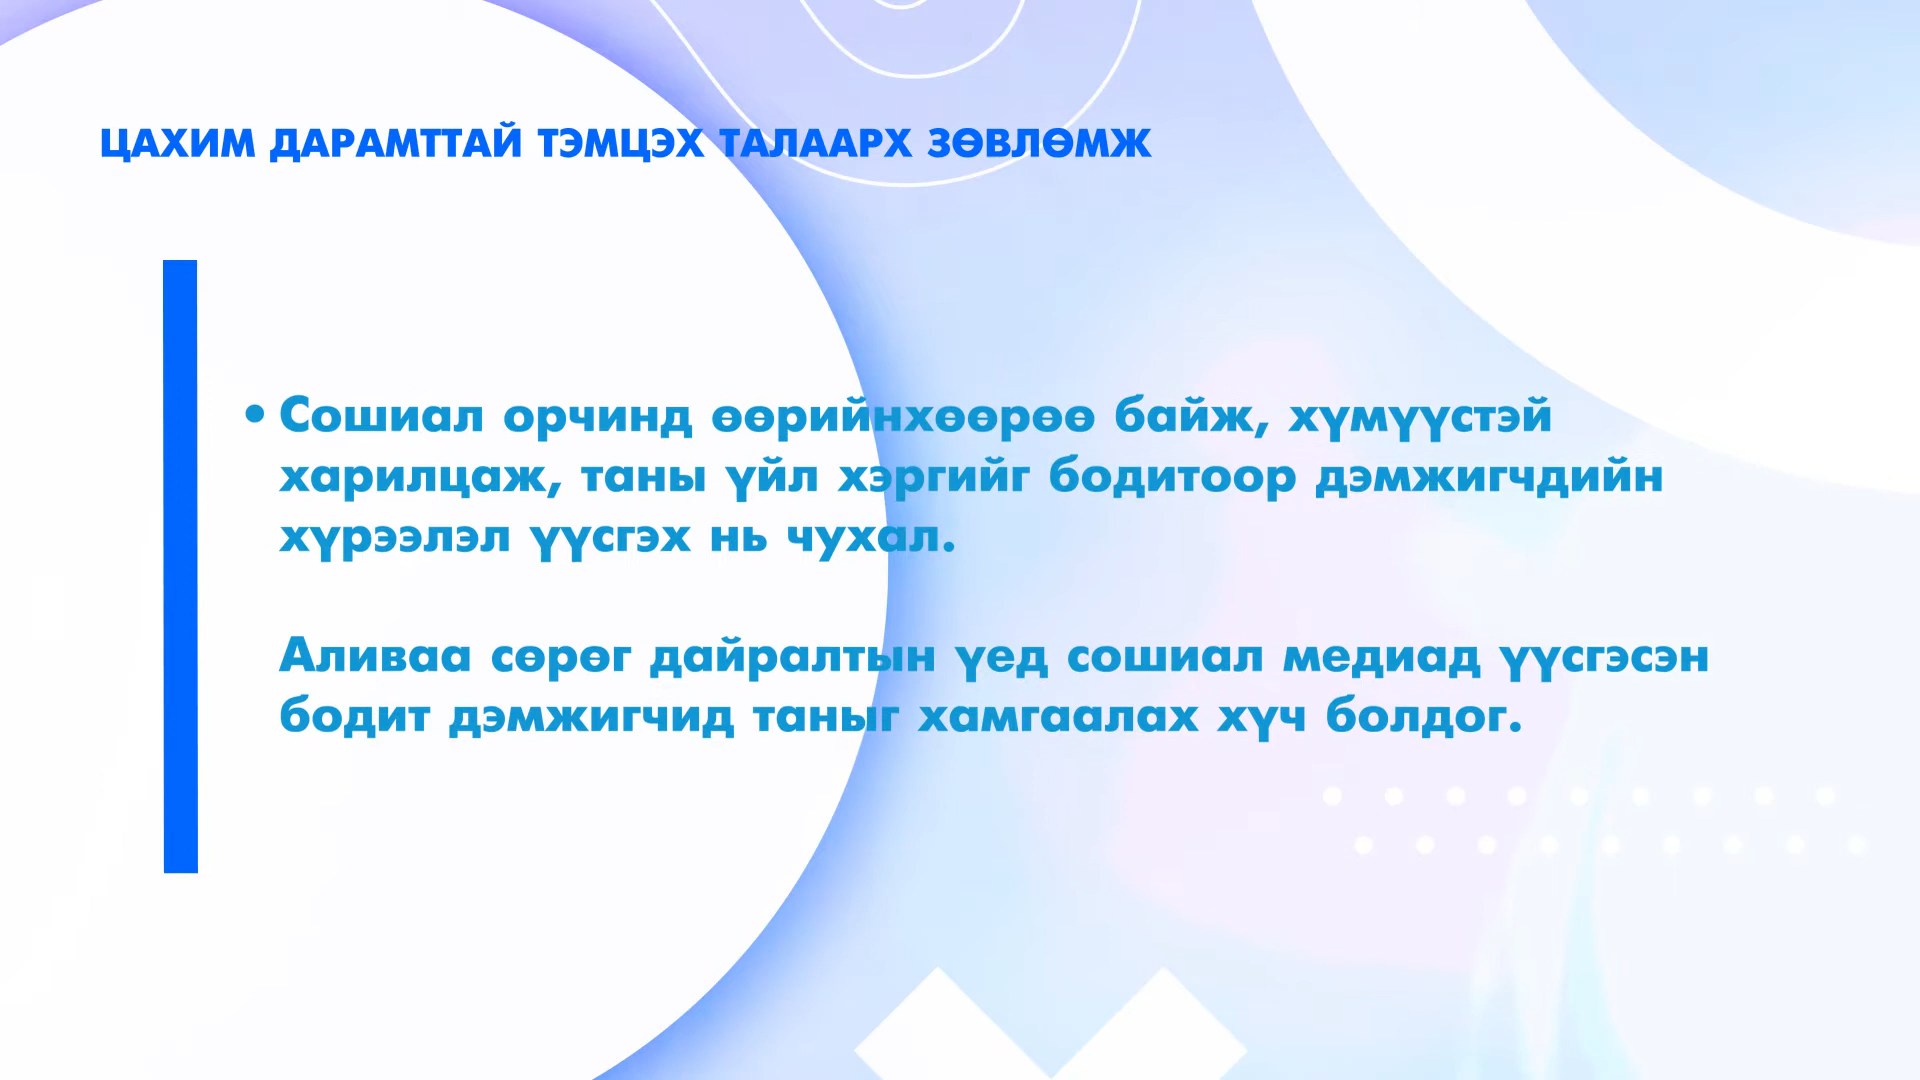 ЦАХИМ ДАРАМТТАЙ ТЭМЦЭХ ТАЛААРХ ЗӨВЛӨМЖ
• Сошиал орчинд өөрийнхөөрөө байж, хүмүүстэй
харилцаж, таны үйл хэргийг бодитоор дэмжигчдийн
хүрээлэл үүсгэх нь чухал.
Аливаа сөрөг дайралтын үед сошиал медиад үүсгэсэн
бодит дэмжигчид таныг хамгаалах хүч болдог.